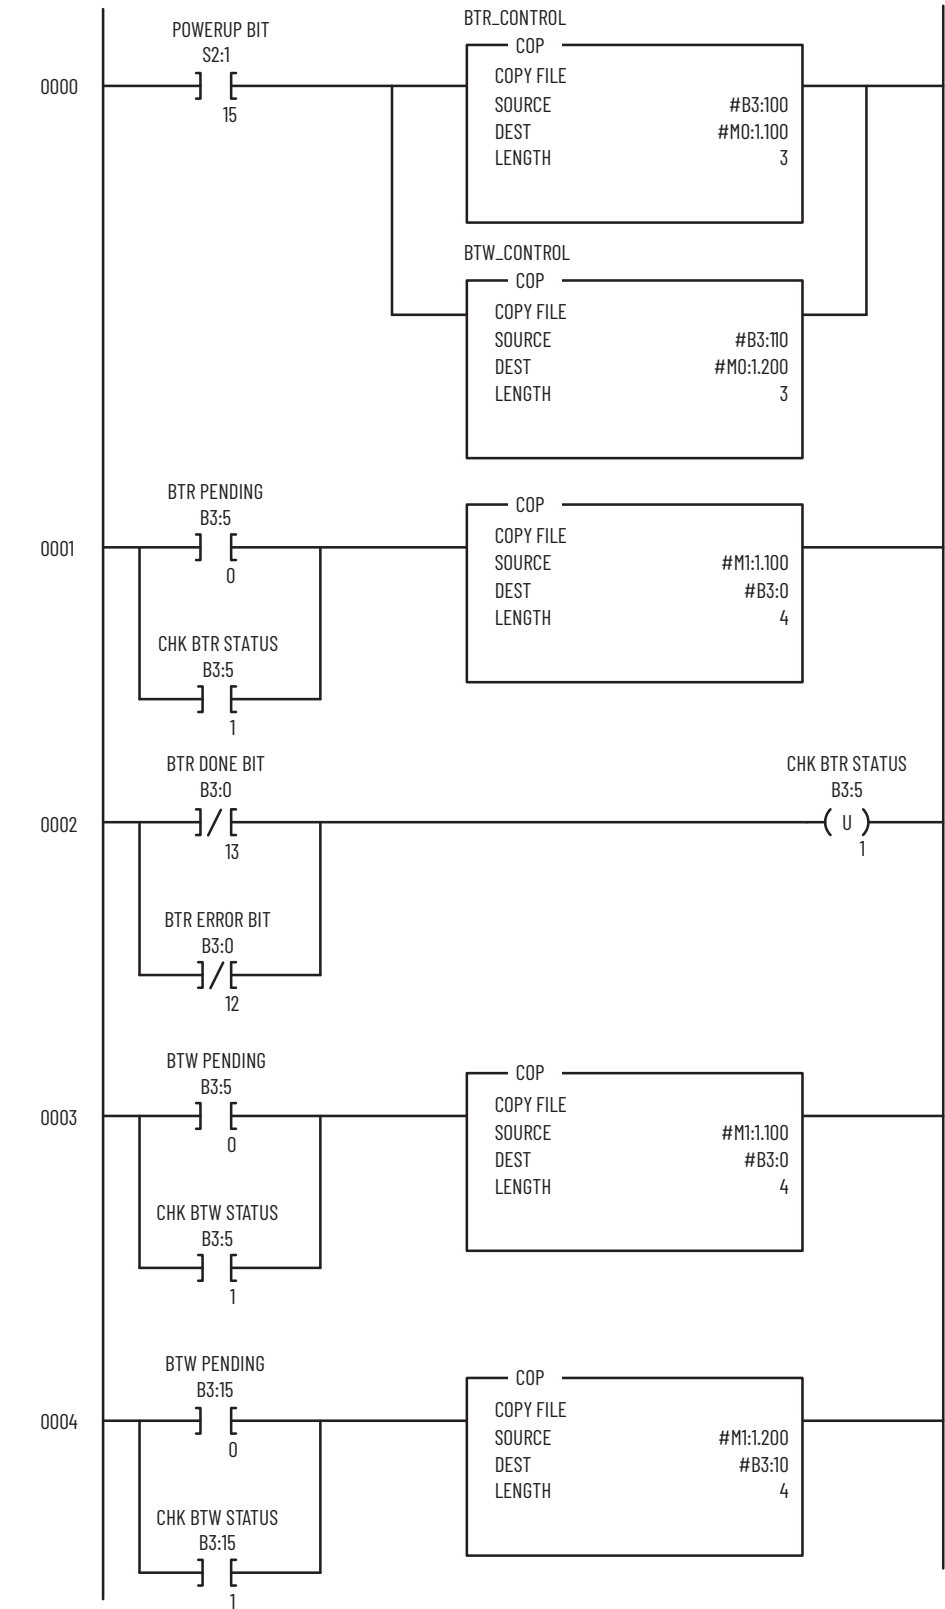 BTR_CONTROL
POWERUP BIT
COP
S2:1
COPY FILE
0000
SOURCE #B3:100
15
DEST #M0:1.100
LENGTH 3
BTW_CONTROL
COP
COPY FILE
SOURCE #B3:110
DEST #M0:1.200
LENGTH 3
BTR PENDING
COP
B3:5
COPY FILE
0001
SOURCE #M1:1.100
0
DEST #B3:0
LENGTH 4
CHK BTR STATUS
B3:5
1
BTR DONE BIT
CHK BTR STATUS
B3:0
B3:5
0002
U
13
1
BTR ERROR BIT
B3:0
12
BTW PENDING
COP
B3:5
COPY FILE
0003
SOURCE #M1:1.100
0
DEST #B3:0
LENGTH 4
CHK BTW STATUS
B3:5
1
BTW PENDING
COP
B3:15
COPY FILE
0004
SOURCE #M1:1.200
0
DEST #B3:10
LENGTH 4
CHK BTW STATUS
B3:15
1